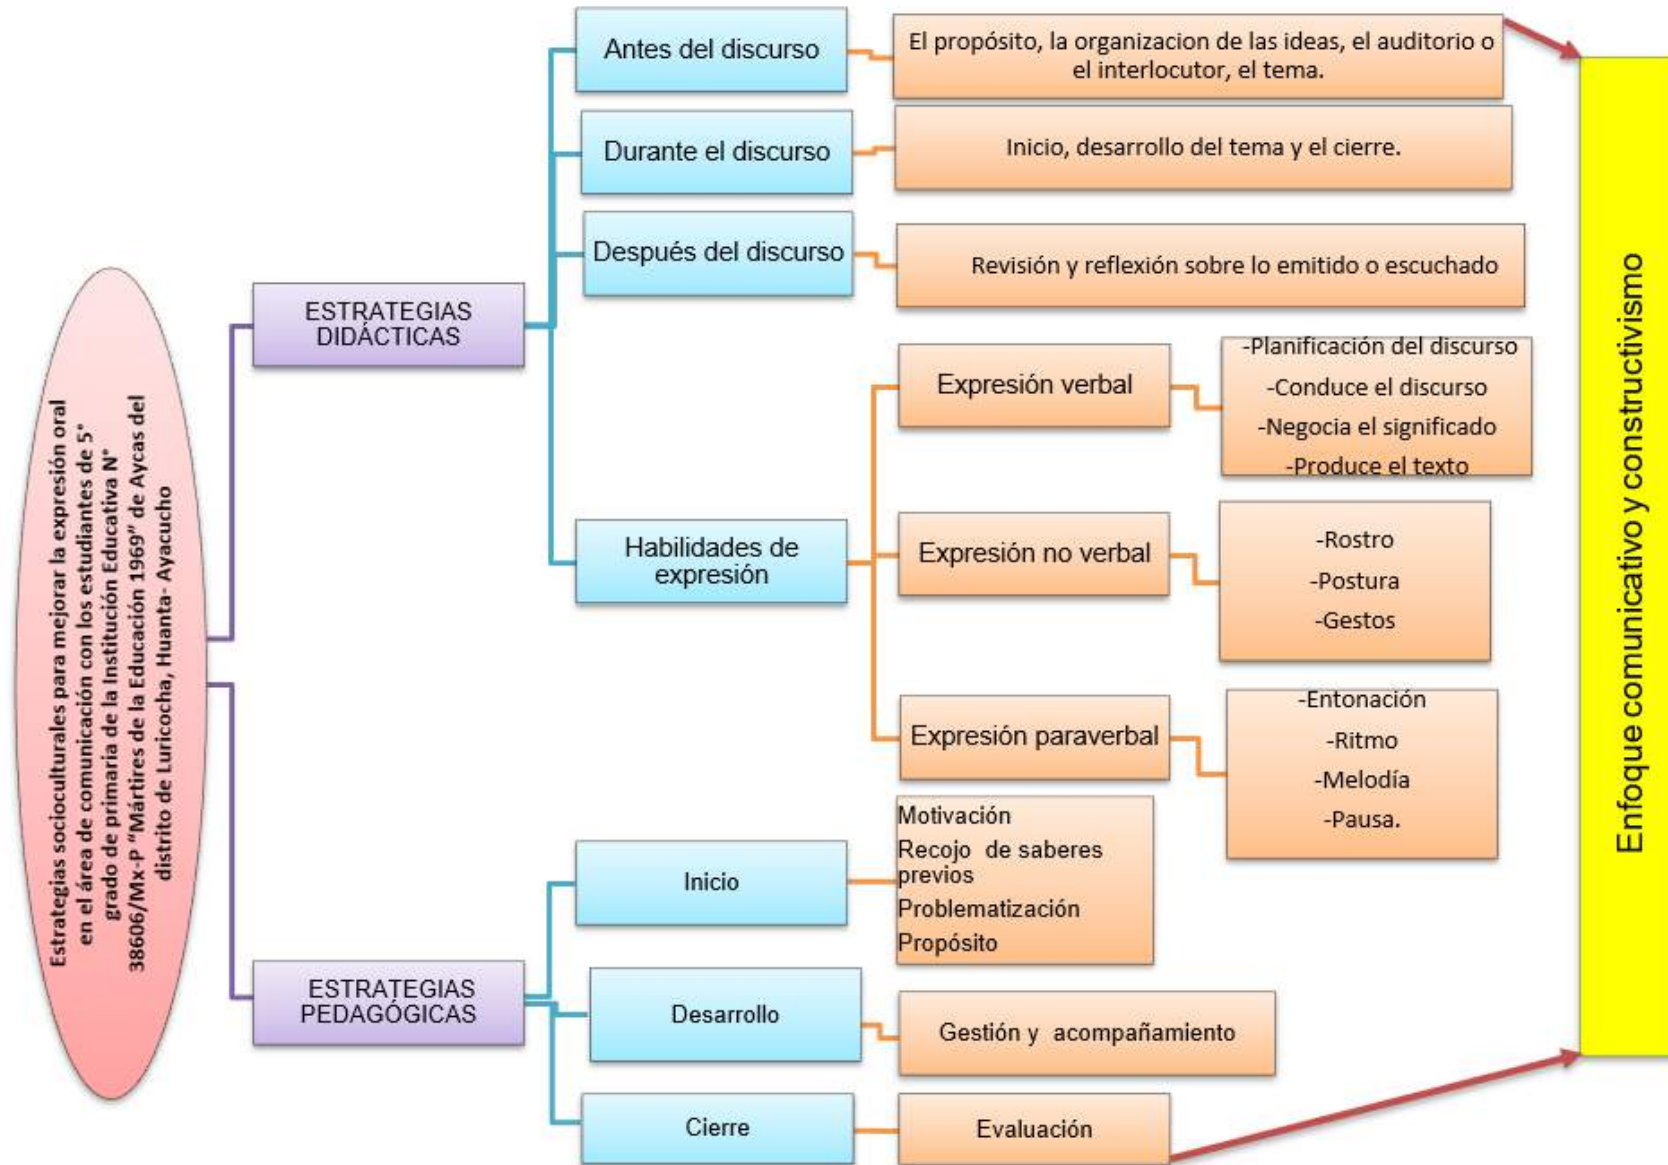 Estrategias socioculturales para mejorar la expresión oral
en el área de comunicación con los estudiantes de 5°
grado de primaria de la Institución Educativa N°
38606/Mx-P "Mártires de la Educación 1969" de Aycas del
distrito de Luricocha, Huanta- Ayacucho
ESTRATEGIAS
DIDÁCTICAS
Antes del discurso
El propósito, la organizacion de las ideas, el auditorio o
el interlocutor, el tema.
Durante el discurso
Inicio, desarrollo del tema y el cierre.
Después del discurso
Revisión y reflexión sobre lo emitido o escuchado
Habilidades de
expresión
Expresión verbal
-Planificación del discurso
-Conduce el discurso
-Negocia el significado
-Produce el texto
Expresión no verbal
-Rostro
-Postura
-Gestos
Expresión paraverbal
-Entonación
-Ritmo
-Melodía
-Pausa.
ESTRATEGIAS
PEDAGÓGICAS
Inicio
Motivación
Recojo de saberes
previos
Problematización
Propósito
Desarrollo
Gestión y acompañamiento
Cierre
Evaluación
Enfoque comunicativo y constructivismo